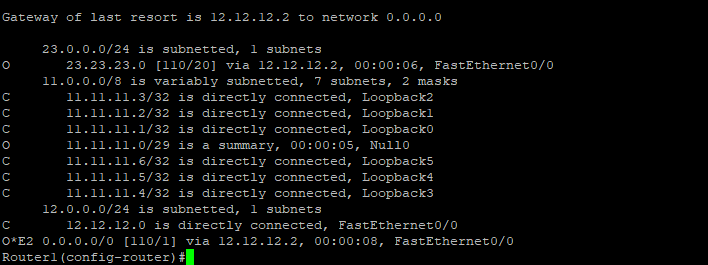 Gateway of last resort is 12.12.12.2 to network 0.0.0.0
23.0.0.0/24 is subnetted, 1 subnets
O 23.23.23.0 [110/20] via 12.12.12.2, 00:00:06, FastEthernet0/0
11.0.0.0/8 is variably subnetted, 7 subnets, 2 masks
C 11.11.11.3/32 is directly connected, Loopback2
C 11.11.11.2/32 is directly connected, Loopback1
C 11.11.11.1/32 is directly connected, Loopback0
O 11.11.11.0/29 is a summary, 00:00:05, Null0
C 11.11.11.6/32 is directly connected, Loopback5
C 11.11.11.5/32 is directly connected, Loopback4
C 11.11.11.4/32 is directly connected, Loopback3
12.0.0.0/24 is subnetted, 1 subnets
C 12.12.12.0 is directly connected, FastEthernet0/0
O*E2 0.0.0.0/0 [110/1] via 12.12.12.2, 00:00:08, FastEthernet0/0
Router1(config-router)#